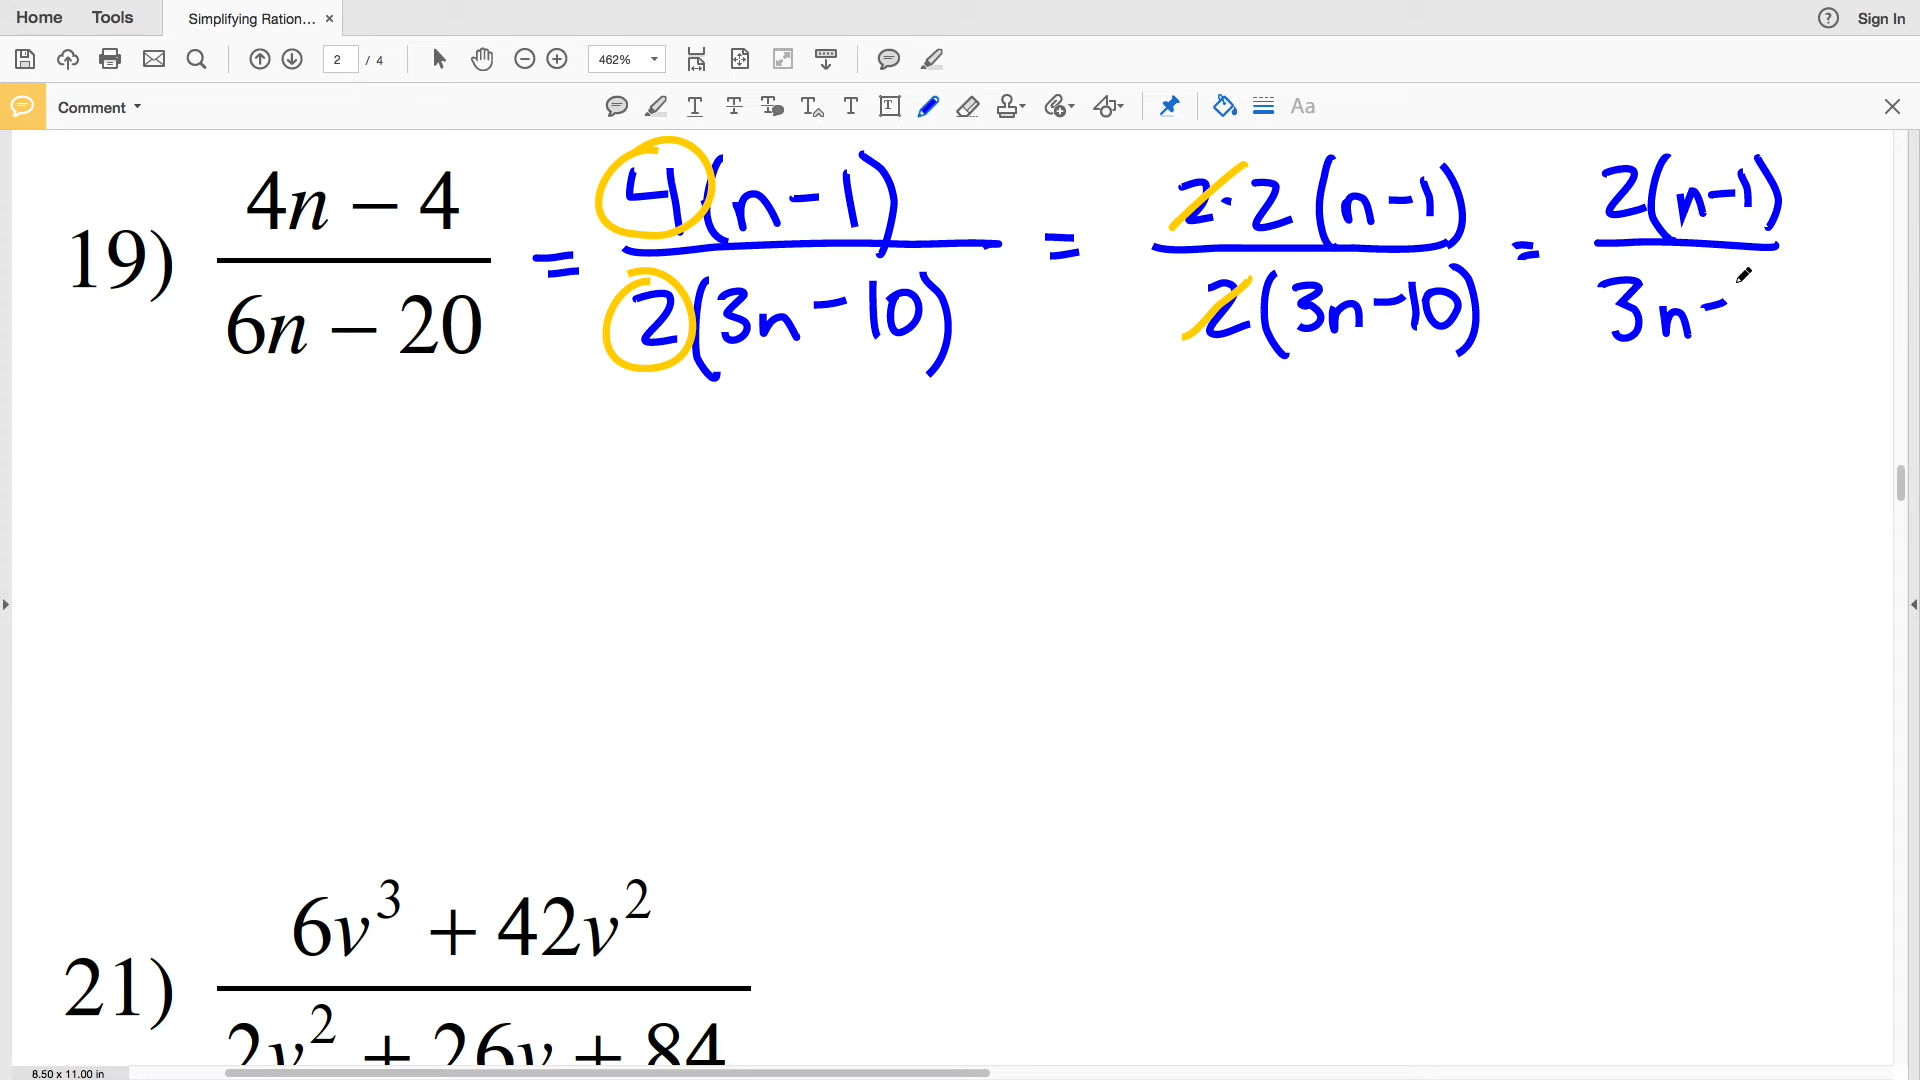 Home Tools Simplifying Ration... × ? Sign In
2 / 4 462%
Comment T T T T T T Aa
19) 4n − 4 / 6n − 20 = 4(n−1) / 2(3n−10) = 2·2(n−1) / 2(3n−10) = 2(n−1) / 3n−
21) 6v³ + 42v² / 2v² + 26v + 84
8.50 x 11.00 in